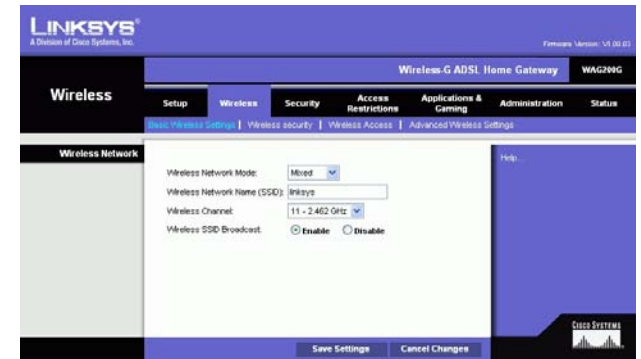 LINKSYS®
A Division of Cisco Systems, Inc.
Firmware Version: V1.00.03
Wireless-G ADSL Home Gateway WAG200G
Wireless
Setup Wireless Security Access Restrictions Applications & Gaming Administration Status
Basic Wireless Settings | Wireless security | Wireless Access | Advanced Wireless Settings
Wireless Network
Help...
Wireless Network Mode: Mixed
Wireless Network Name (SSID): linksys
Wireless Channel: 11 - 2.462 GHz
Wireless SSID Broadcast: Enable Disable
CISCO SYSTEMS
Save Settings Cancel Changes